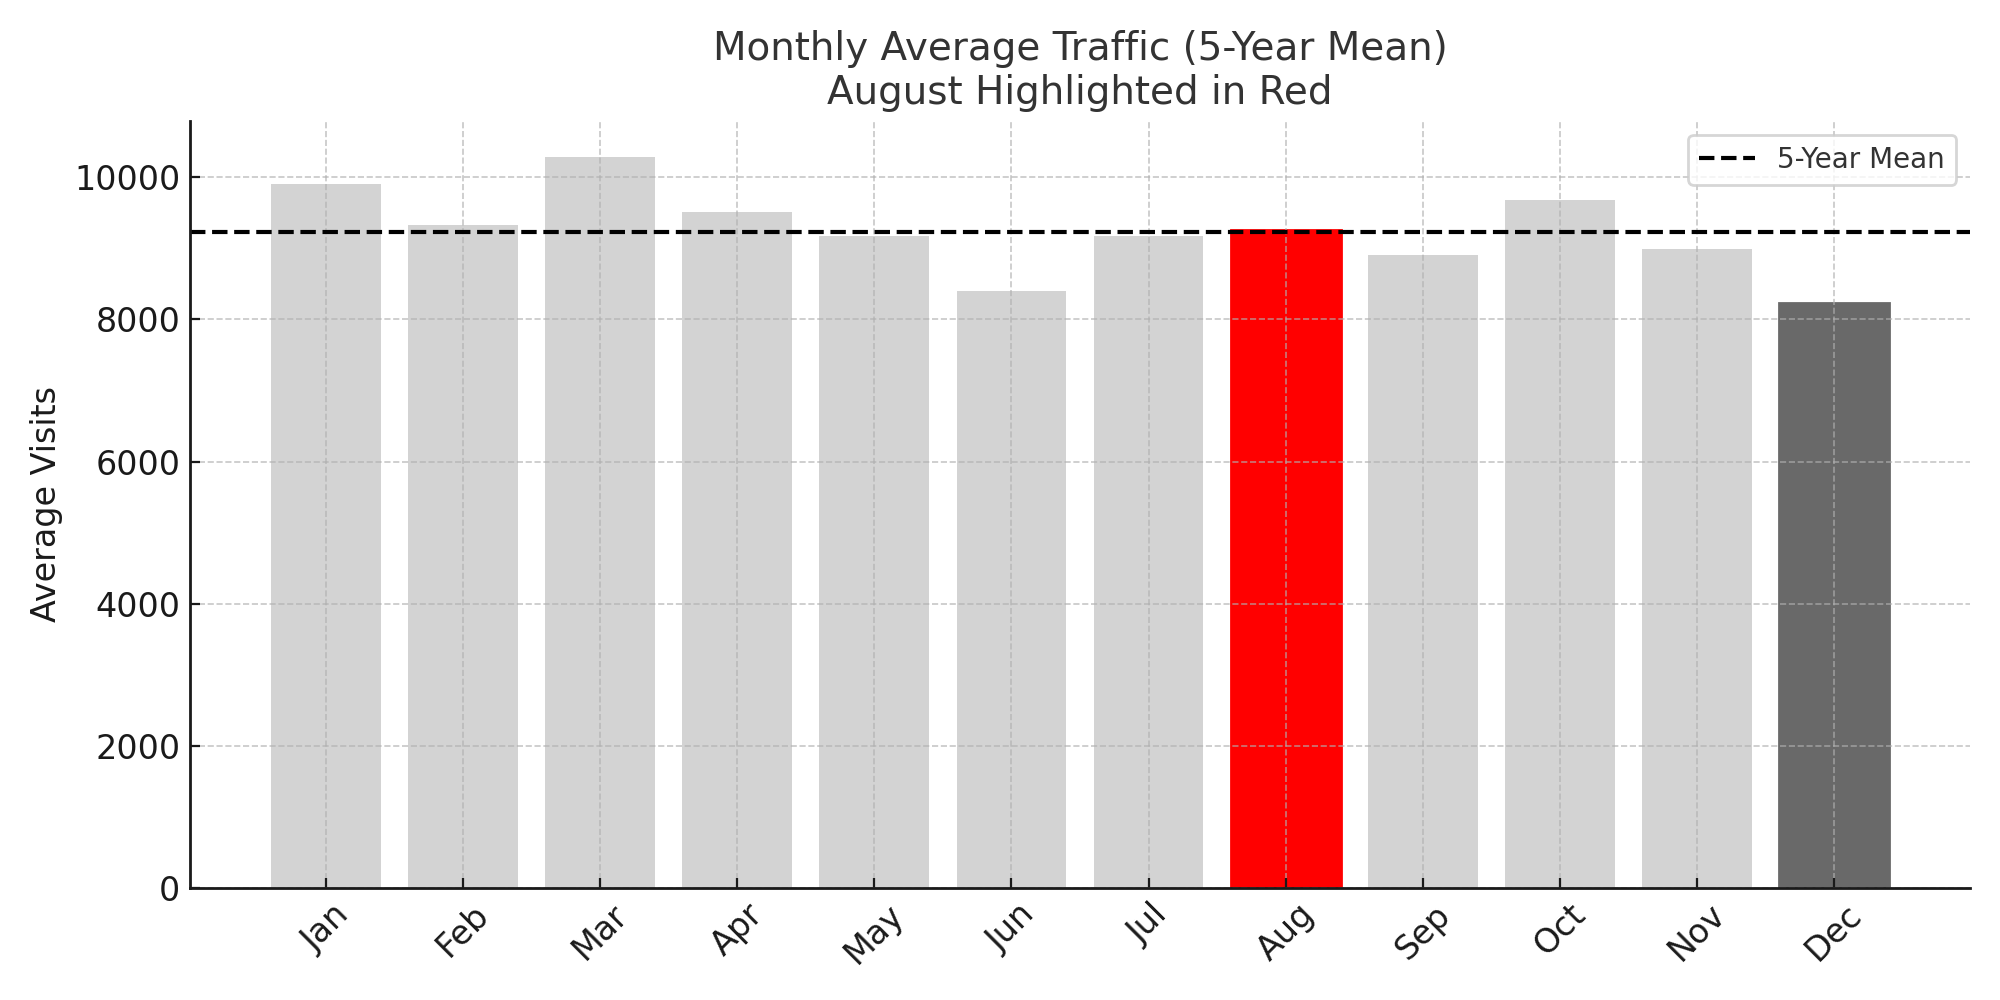 Monthly Average Traffic (5-Year Mean)
August Highlighted in Red
5-Year Mean
Average Visits
10000
8000
6000
4000
2000
0
Jan
Feb
Mar
Apr
May
Jun
Jul
Aug
Sep
Oct
Nov
Dec